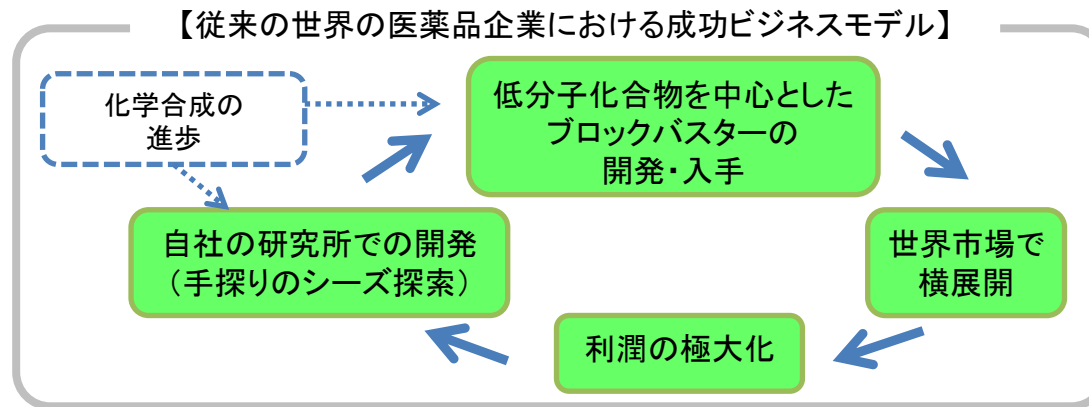 【従来の世界の医薬品企業における成功ビジネスモデル】
化学合成の
進歩
低分子化合物を中心とした
ブロックバスターの
開発・入手
自社の研究所での開発
（手探りのシーズ探索）
世界市場で
横展開
利潤の極大化